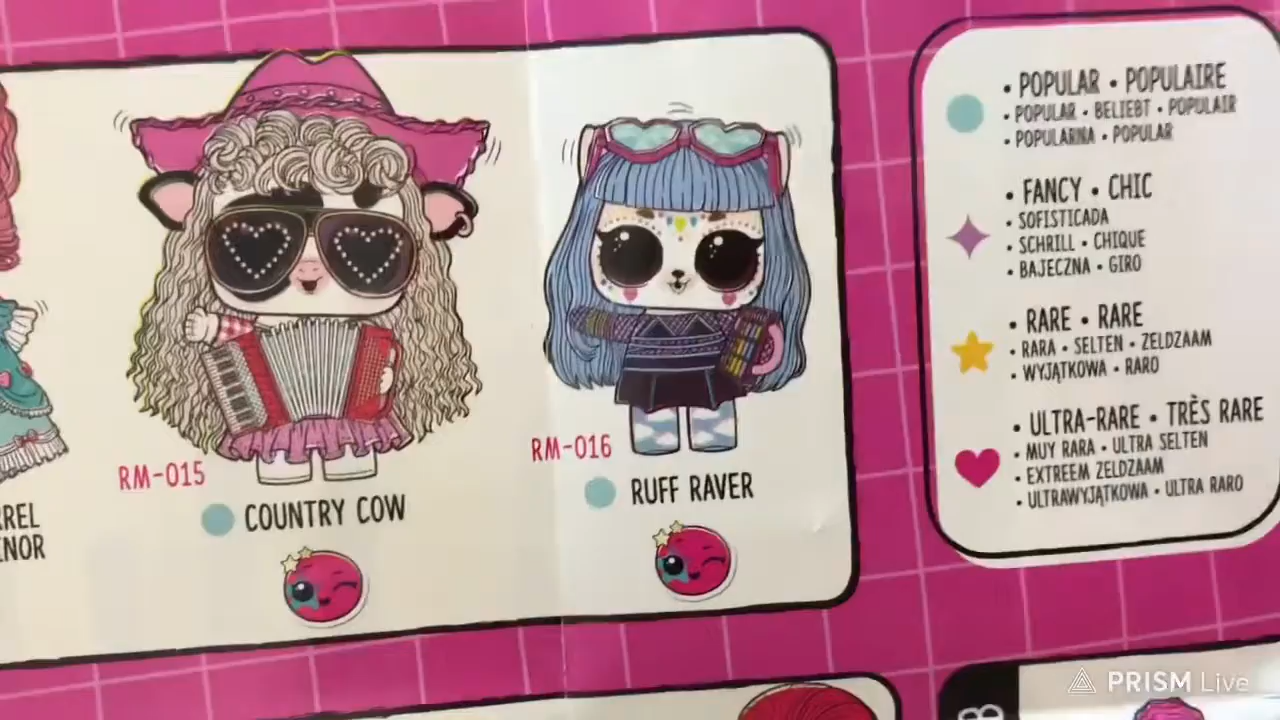 RM-015
COUNTRY COW
RM-016
RUFF RAVER
• POPULAR • POPULAIRE
• POPULAR • BELIEBT • POPULAIR
• POPULARNA • POPULAR
• FANCY • CHIC
• SOFISTICADA
• SCHRILL • CHIQUE
• BAJECZNA • GIRO
• RARE • RARE
• RARA • SELTEN • ZELDZAAM
• WYJĄTKOWA • RARO
• ULTRA-RARE • TRÈS RARE
• MUY RARA • ULTRA SELTEN
• EXTREEM ZELDZAAM
• ULTRAWYJĄTKOWA • ULTRA RARO
PRISM Live